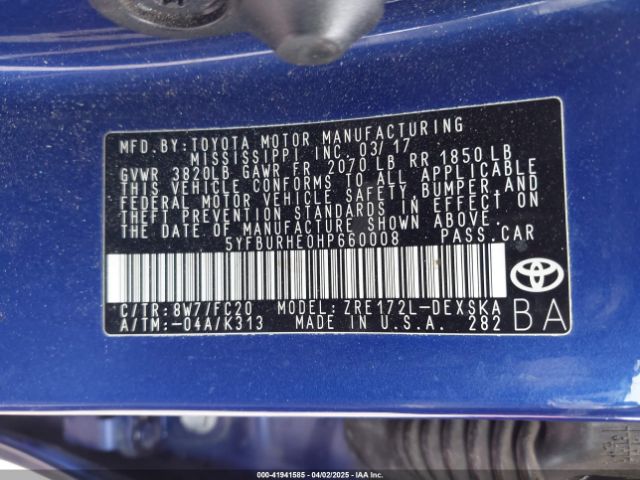 MFD.BY:TOYOTA MOTOR MANUFACTURING
MISSISSIPPI, INC. 03/17
GVWR 3820LB GAWR FR. 2070 LB RR 1850 LB
THIS VEHICLE CONFORMS TO ALL APPLICABLE
FEDERAL MOTOR VEHICLE SAFETY, BUMPER, AND
THEFT PREVENTION STANDARDS IN EFFECT ON
THE DATE OF MANUFACTURE SHOWN ABOVE.
5YFBURHE0HP660008 PASS.CAR
C/TR:8W7/FC20 MODEL:ZRE172L-DEXSKA
A/TM:-04A/K313 MADE IN U.S.A. 282
BA
000-41941585 - 04/02/2025 - IAAI.COM